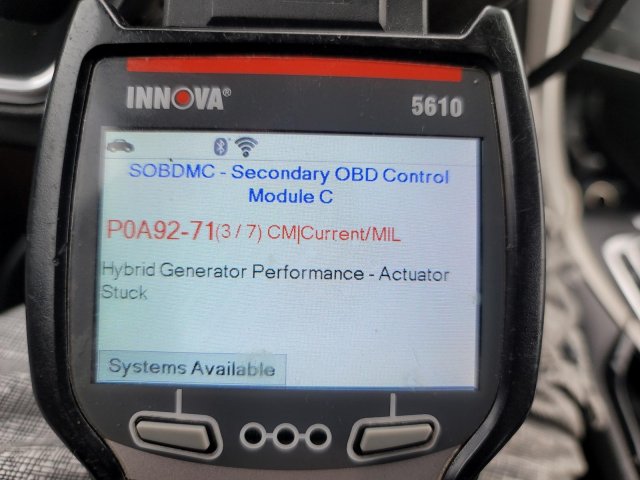 INNOVA®
5610
SOBDMC - Secondary OBD Control
Module C
P0A92-71(3 / 7) CM|Current/MIL
Hybrid Generator Performance - Actuator
Stuck
Systems Available